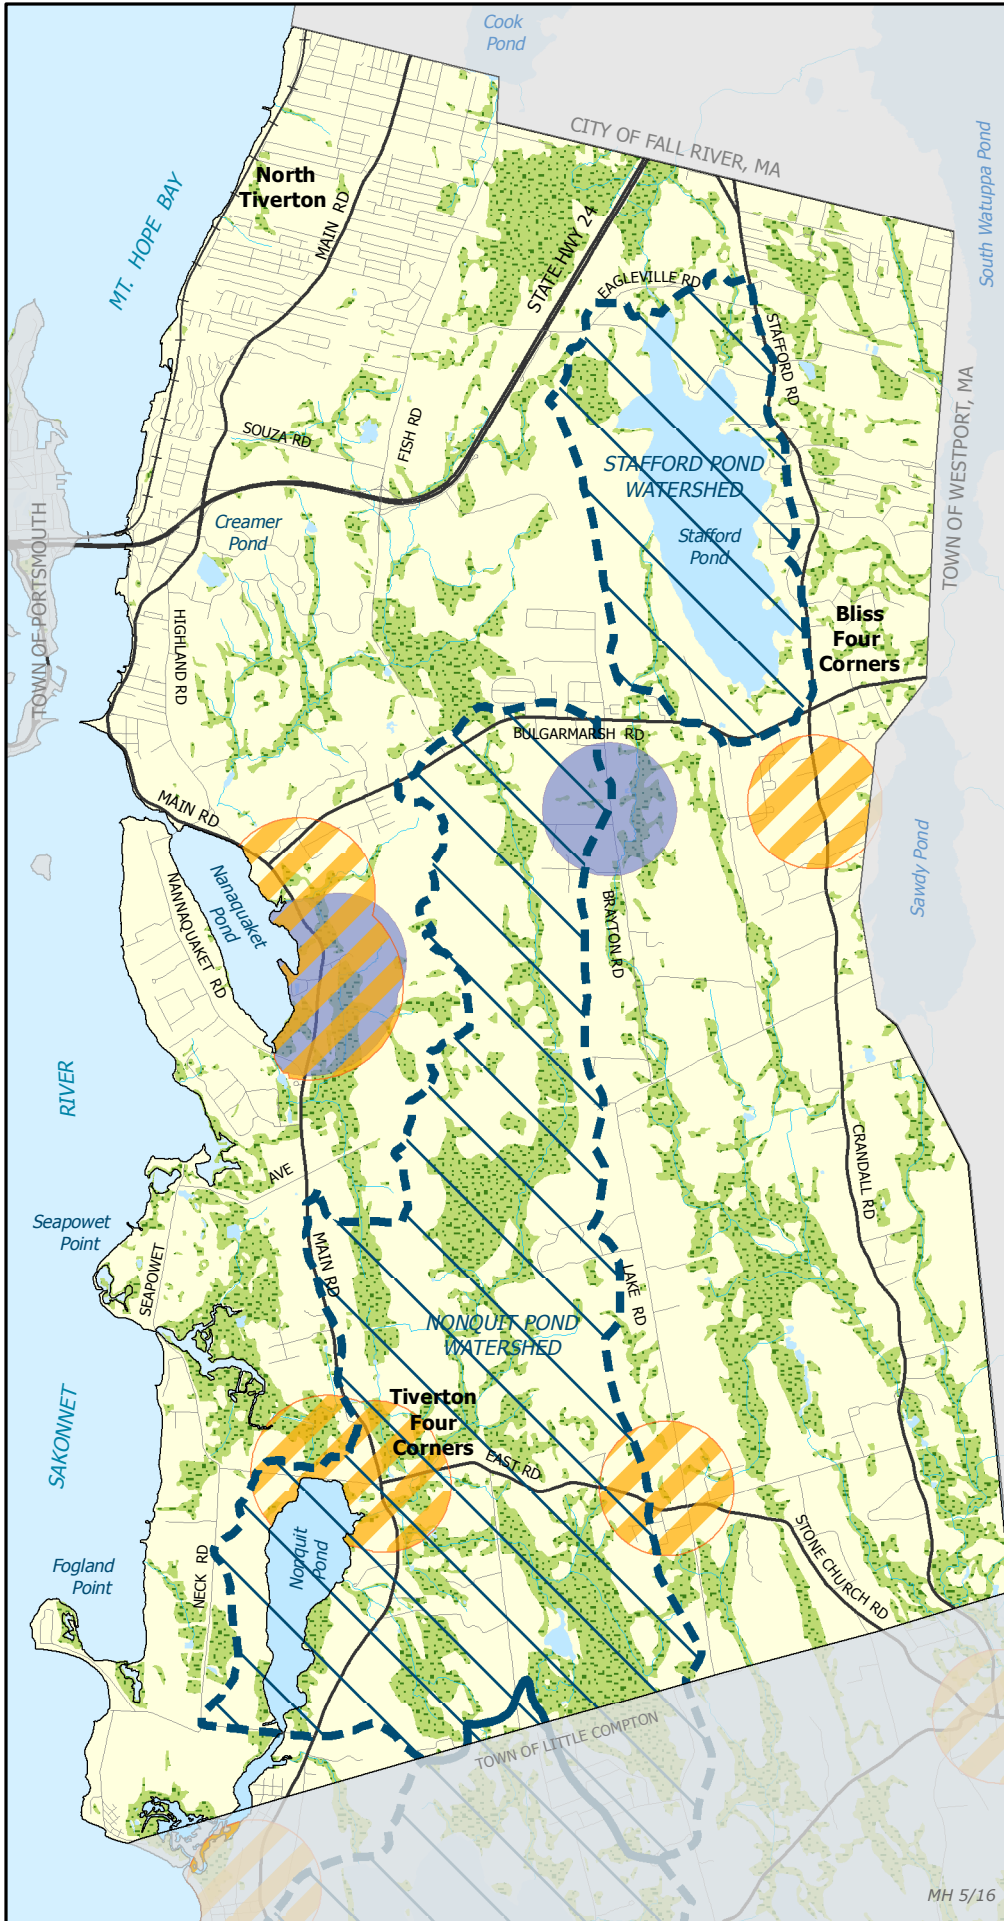 Cook
Pond
CITY OF FALL RIVER, MA
South Watuppa Pond
North
Tiverton
MAIN RD
MT. HOPE BAY
STATE HWY 24
EAGLEVILLE RD
STAFFORD RD
TOWN OF WESTPORT, MA
SOUZA RD
FISH RD
STAFFORD POND
WATERSHED
Creamer
Pond
Stafford
Pond
TOWN OF PORTSMOUTH
HIGHLAND RD
Bliss
Four
Corners
BULGARMARSH RD
MAIN RD
Nanaquaket
Pond
NANNAQUAKET RD
Sawdy Pond
BRAYTON RD
RIVER
CRANDALL RD
AVE
Seapowet
Point
SEAPOWET
MAIN RD
LAKE RD
NONQUIT POND
WATERSHED
Tiverton
Four
Corners
SAKONNET
EAST RD
STONE CHURCH RD
Nonquit
Pond
Fogland
Point
NECK RD
TOWN OF LITTLE COMPTON
MH 5/16